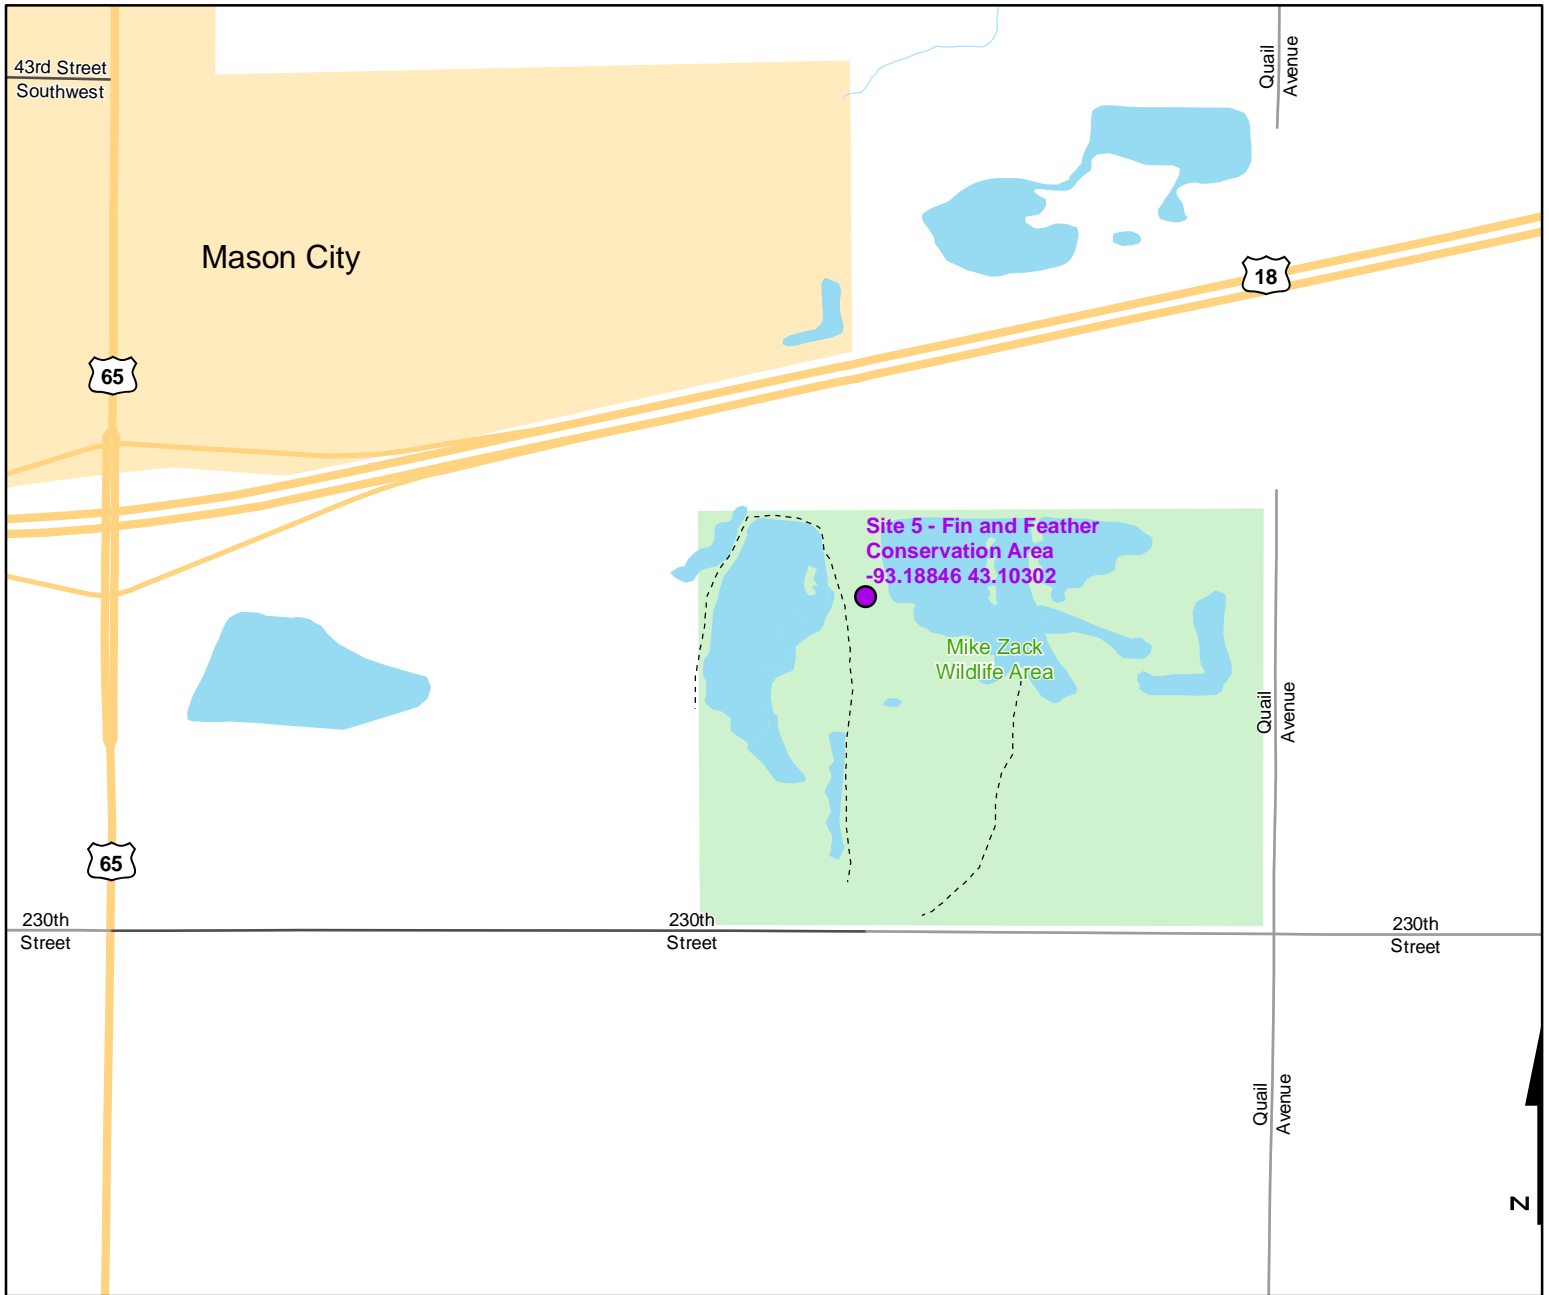 43rd Street
Southwest
Quail
Avenue
Mason City
18
65
Site 5 - Fin and Feather
Conservation Area
-93.18846 43.10302
Mike Zack
Wildlife Area
Quail
Avenue
65
230th
Street
230th
Street
230th
Street
Quail
Avenue
N